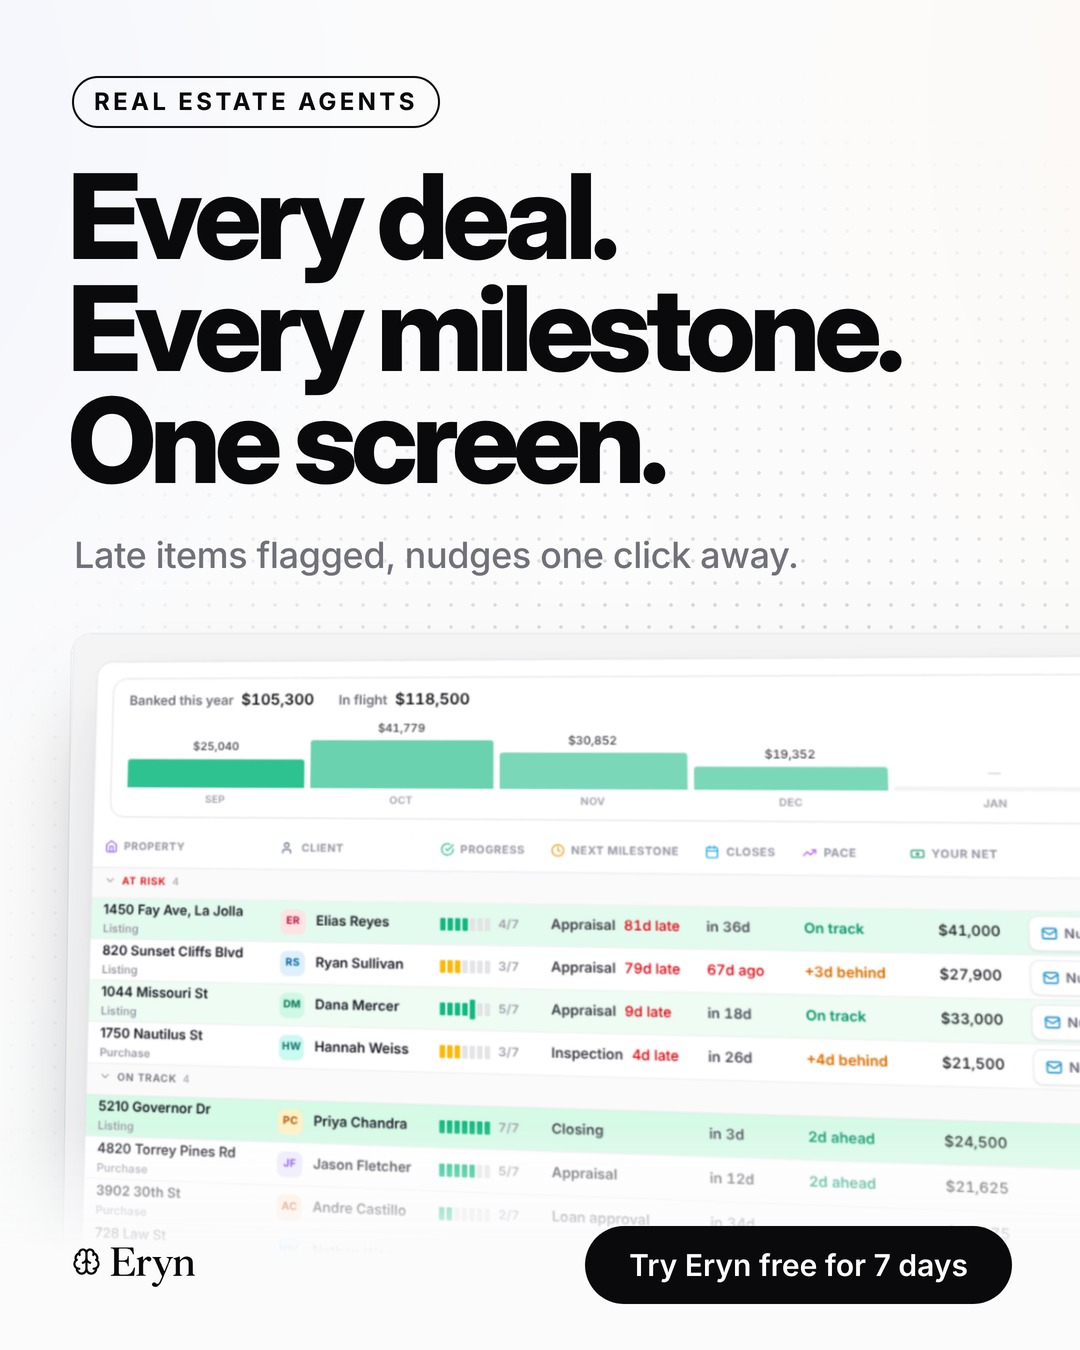 REAL ESTATE AGENTS
Every deal.
Every milestone.
One screen.
Late items flagged, nudges one click away.
Banked this year $105,300 In flight $118,500
$25,040 $41,779 $30,852 $19,352 —
SEP OCT NOV DEC JAN
PROPERTY CLIENT PROGRESS NEXT MILESTONE CLOSES PACE YOUR NET
AT RISK 4
1450 Fay Ave, La Jolla ER Elias Reyes 4/7 Appraisal 81d late in 36d On track $41,000 Nu
Listing
820 Sunset Cliffs Blvd RS Ryan Sullivan 3/7 Appraisal 79d late 67d ago +3d behind $27,900 Nu
Listing
1044 Missouri St DM Dana Mercer 5/7 Appraisal 9d late in 18d On track $33,000 Nu
Listing
1750 Nautilus St HW Hannah Weiss 3/7 Inspection 4d late in 26d +4d behind $21,500 N
Purchase
ON TRACK 4
5210 Governor Dr PC Priya Chandra 7/7 Closing in 3d 2d ahead $24,500
Listing
4820 Torrey Pines Rd JF Jason Fletcher 5/7 Appraisal in 12d 2d ahead $21,625
Purchase
3902 30th St AC Andre Castillo 2/7 Loan approval in 34d
Purchase
728 Law St
Eryn
Try Eryn free for 7 days